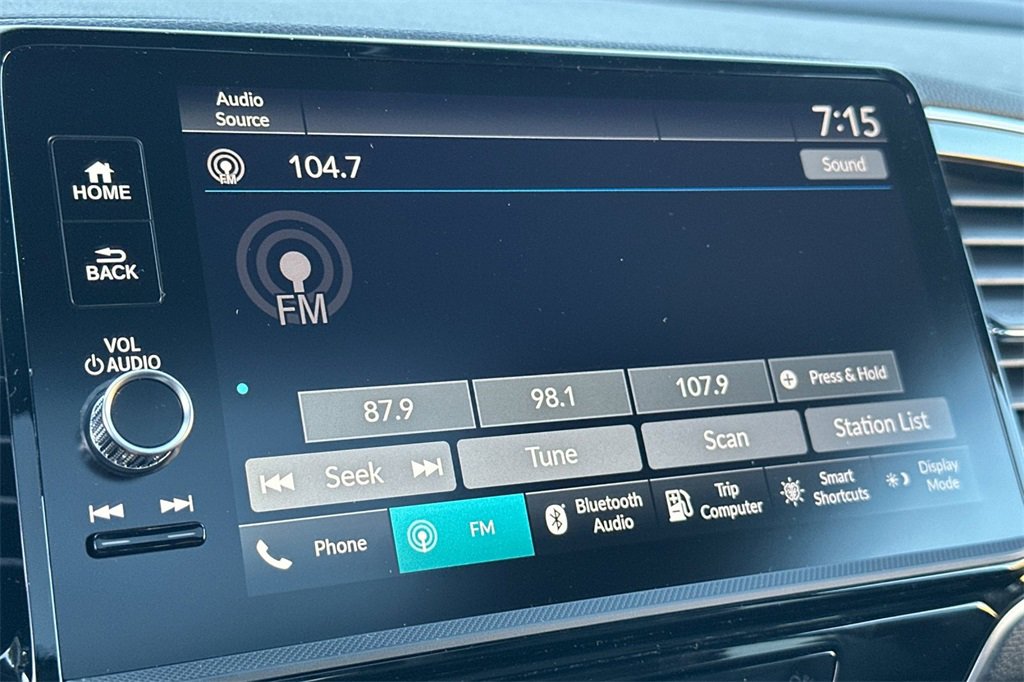 Audio
Source
7:15
FM
104.7
Sound
HOME
BACK
FM
VOL
AUDIO
87.9
98.1
107.9
Press & Hold
Seek
Tune
Scan
Station List
Phone
FM
Bluetooth
Audio
Trip
Computer
Smart
Shortcuts
Display
Mode